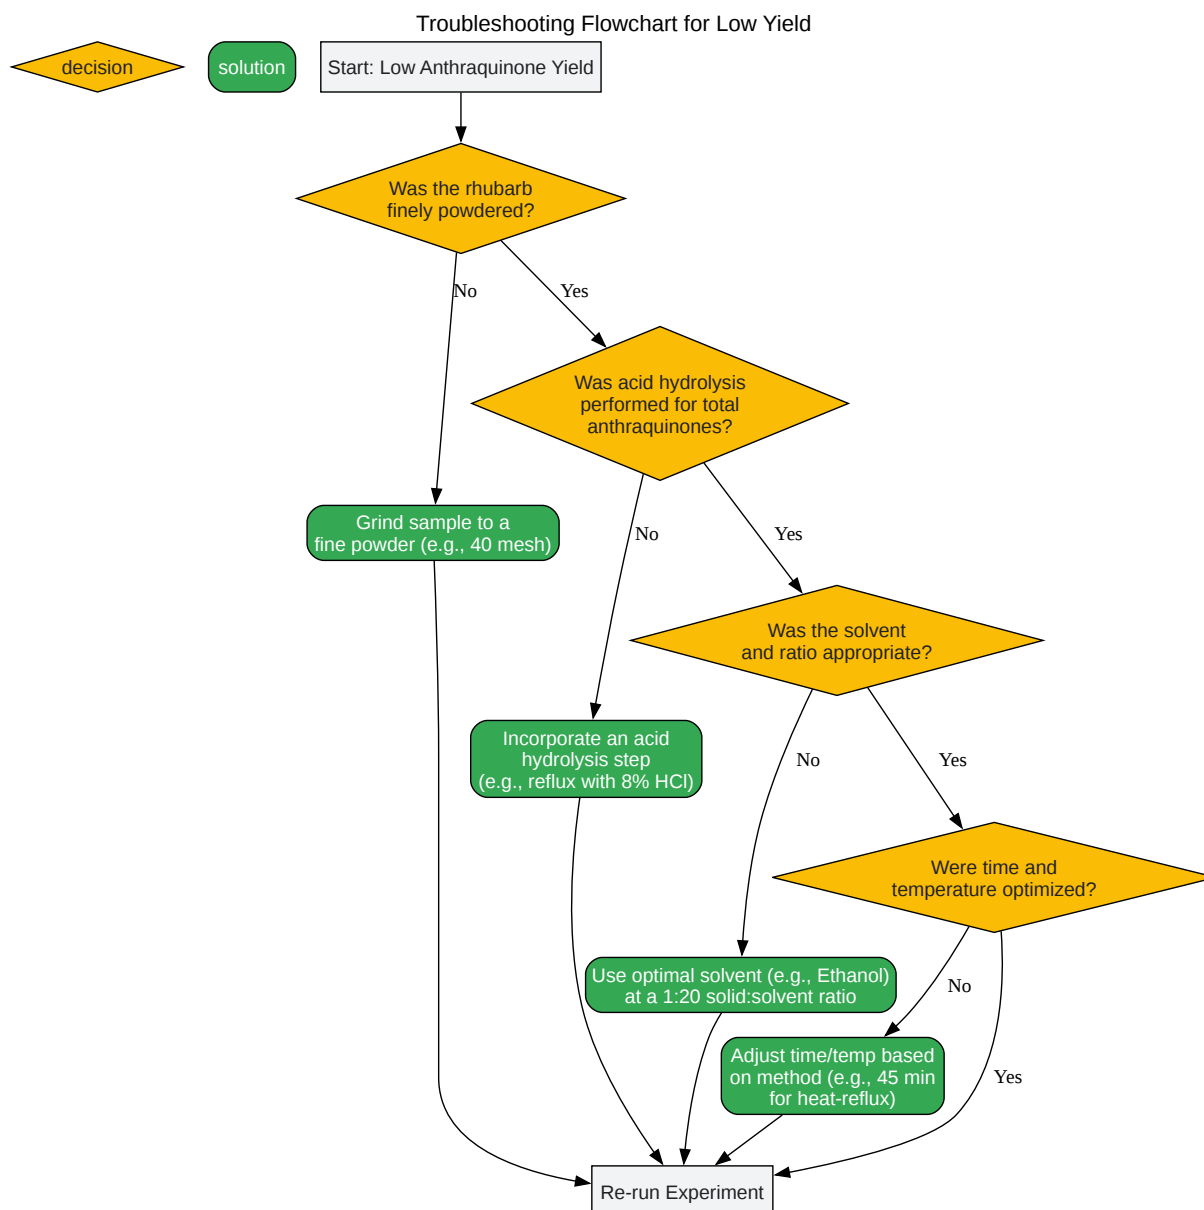 Troubleshooting Flowchart for Low Yield
decision
solution
Start: Low Anthraquinone Yield
Was the rhubarb
finely powdered?
No
Yes
Was acid hydrolysis
performed for total
anthraquinones?
Grind sample to a
fine powder (e.g., 40 mesh)
No
Yes
Was the solvent
and ratio appropriate?
Incorporate an acid
hydrolysis step
(e.g., reflux with 8% HCl)
No
Yes
Were time and
temperature optimized?
Use optimal solvent (e.g., Ethanol)
at a 1:20 solid:solvent ratio
No
Yes
Adjust time/temp based
on method (e.g., 45 min
for heat-reflux)
Re-run Experiment